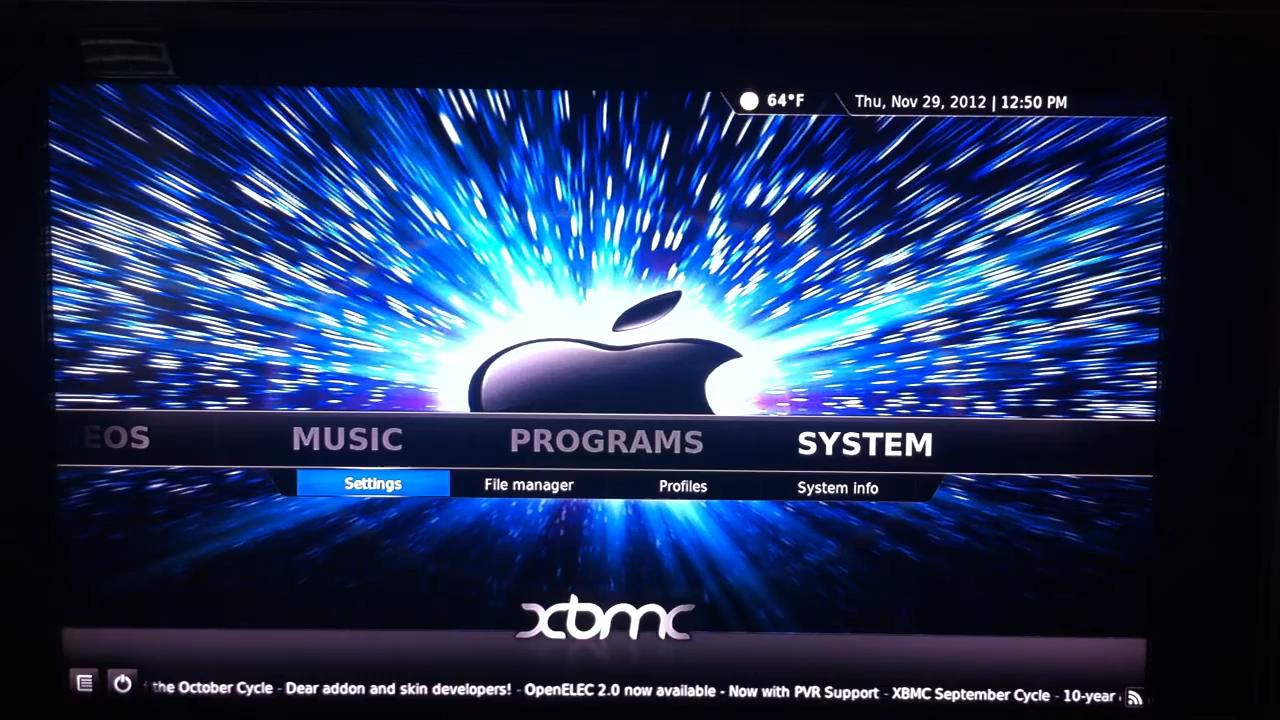 64°F Thu, Nov 29, 2012 | 12:50 PM
EOS MUSIC PROGRAMS SYSTEM
Settings File manager Profiles System info
xbmc
the October Cycle - Dear addon and skin developers! - OpenELEC 2.0 now available - Now with PVR Support - XBMC September Cycle - 10-year